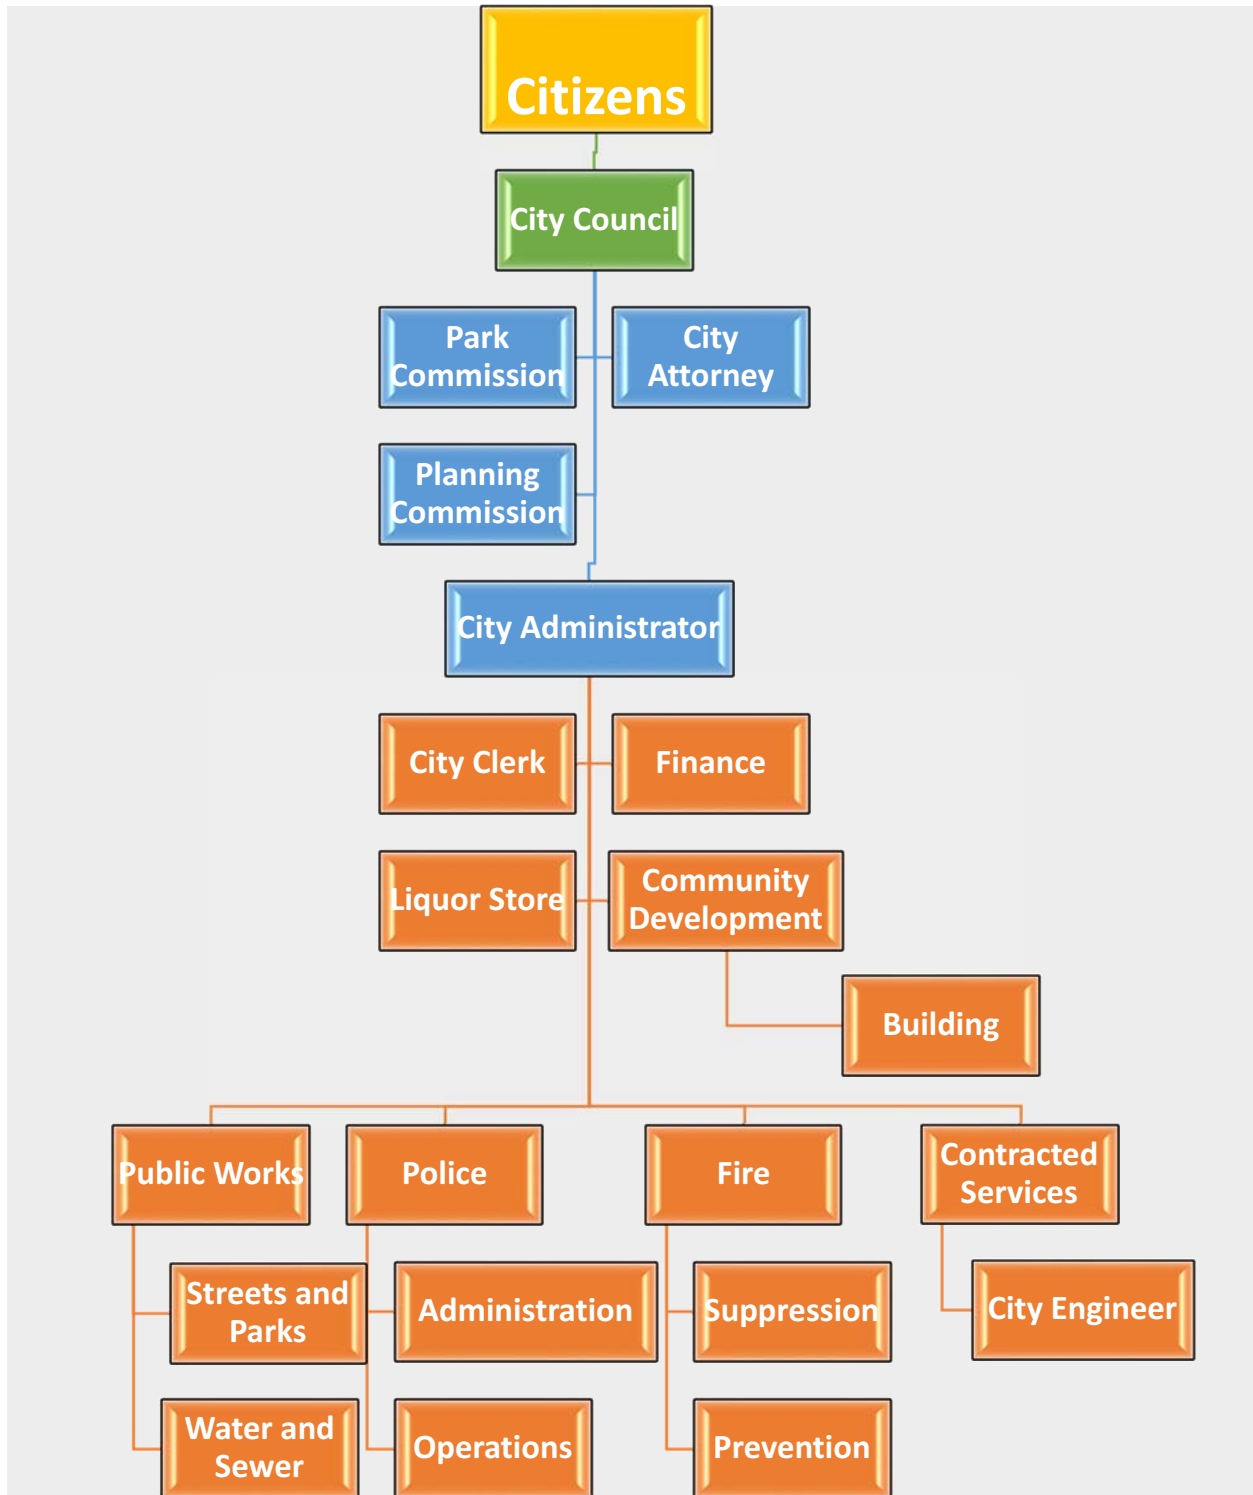 Citizens
City Council
Park
Commission
City
Attorney
Planning
Commission
City Administrator
City Clerk
Finance
Liquor Store
Community
Development
Building
Public Works
Police
Fire
Contracted
Services
Streets and
Parks
Administration
Suppression
City Engineer
Water and
Sewer
Operations
Prevention